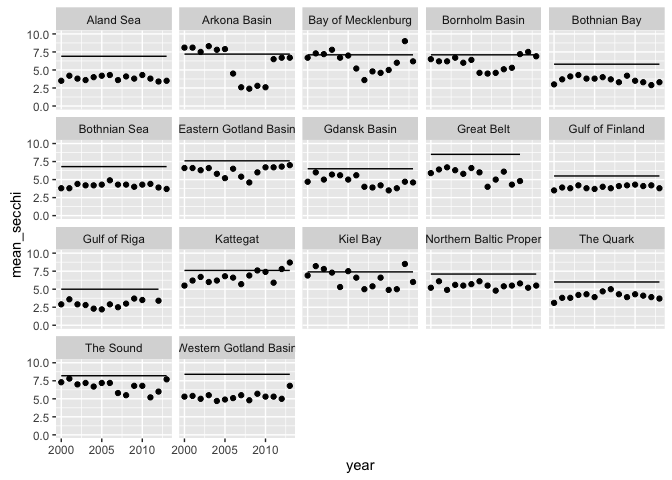 Aland Sea Arkona Basin Bay of Mecklenburg Bornholm Basin Bothnian Bay
10.0
7.5
5.0
2.5
0.0
Bothnian Sea Eastern Gotland Basin Gdansk Basin Great Belt Gulf of Finland
10.0
7.5
5.0
2.5
0.0
mean_secchi
Gulf of Riga Kattegat Kiel Bay Northern Baltic Proper The Quark
10.0
7.5
5.0
2.5
0.0
The Sound Western Gotland Basin
10.0
7.5
5.0
2.5
0.0
2000 2005 2010 2000 2005 2010
year